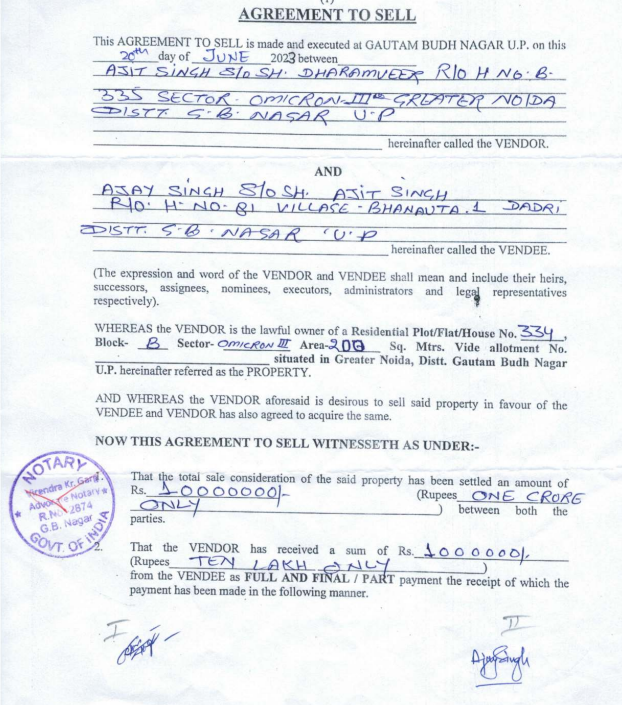 (1)
AGREEMENT TO SELL
This AGREEMENT TO SELL is made and executed at GAUTAM BUDH NAGAR U.P. on this
20th day of JUNE 2023 between
AJIT SINGH S/o SH. DHARAMVEER R/O H NO. B-
335 SECTOR- OMICRON-III GREATER NOIDA
DISTT G.B. NAGAR U.P
hereinafter called the VENDOR.
AND
AJAY SINGH S/o SH. AJIT SINGH
R/O. H-NO- 81 VILLAGE - BHANAUTA.1 DADRI
DISTT. G.B. NAGAR U.P
hereinafter called the VENDEE.
(The expression and word of the VENDOR and VENDEE shall mean and include their heirs,
successors, assignees, nominees, executors, administrators and legal representatives
respectively).
WHEREAS the VENDOR is the lawful owner of a Residential Plot/Flat/House No. 334,
Block- B Sector- OMICRON III Area-200 Sq. Mtrs. Vide allotment No.
situated in Greater Noida, Distt. Gautam Budh Nagar
U.P. hereinafter referred as the PROPERTY.
AND WHEREAS the VENDOR aforesaid is desirous to sell said property in favour of the
VENDEE and VENDOR has also agreed to acquire the same.
NOW THIS AGREEMENT TO SELL WITNESSETH AS UNDER:-
NOTARY
Virendra Kr. Garg
Advocate Notary
R.No. 2874
G.B. Nagar
GOVT. OF INDIA
1. That the total sale consideration of the said property has been settled an amount of
Rs. 10000000/- (Rupees ONE CRORE
ONLY ) between both the
parties.
2. That the VENDOR has received a sum of Rs. 1000000/.
(Rupees TEN LAKH ONLY )
from the VENDEE as FULL AND FINAL / PART payment the receipt of which the
payment has been made in the following manner.
I
II
Ajay Singh